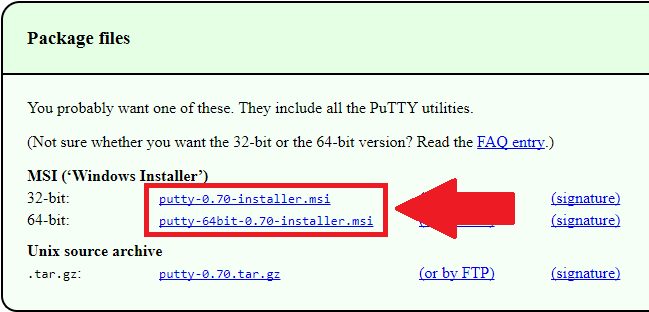 Package files
You probably want one of these. They include all the PuTTY utilities.
(Not sure whether you want the 32-bit or the 64-bit version? Read the FAQ entry.)
MSI (‘Windows Installer’)
32-bit: putty-0.70-installer.msi (signature)
64-bit: putty-64bit-0.70-installer.msi (signature)
Unix source archive
.tar.gz: putty-0.70.tar.gz (or by FTP) (signature)